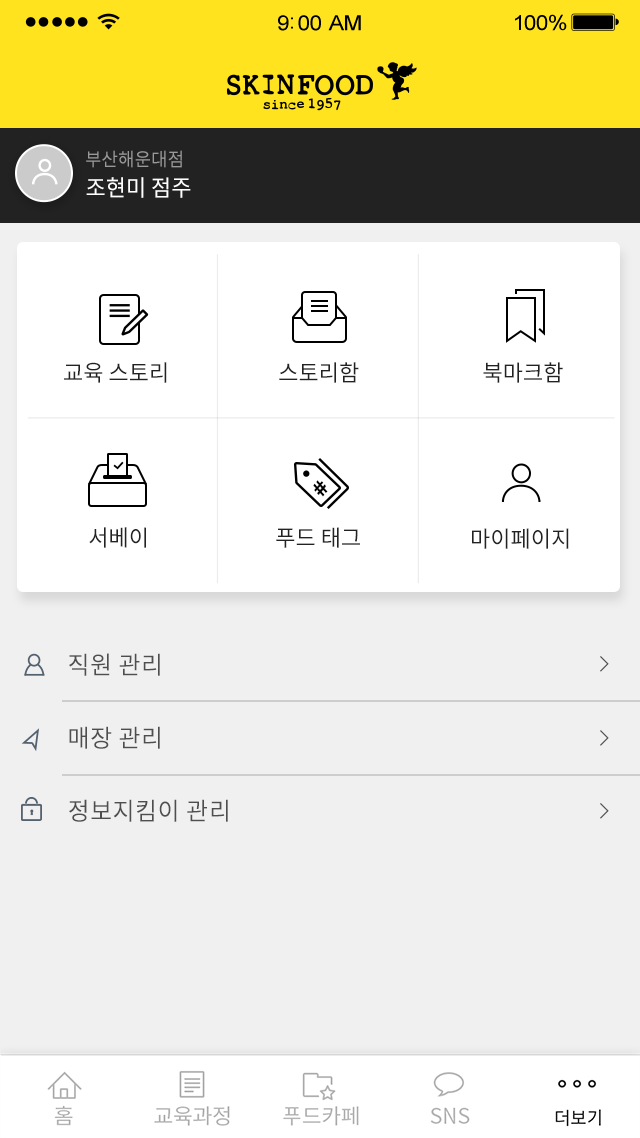 9:00 AM
100%
SKINFOOD
since 1957
부산해운대점
조현미 점주
교육 스토리
스토리함
북마크함
서베이
푸드 태그
마이페이지
직원 관리
매장 관리
정보지킴이 관리
홈
교육과정
푸드카페
SNS
더보기